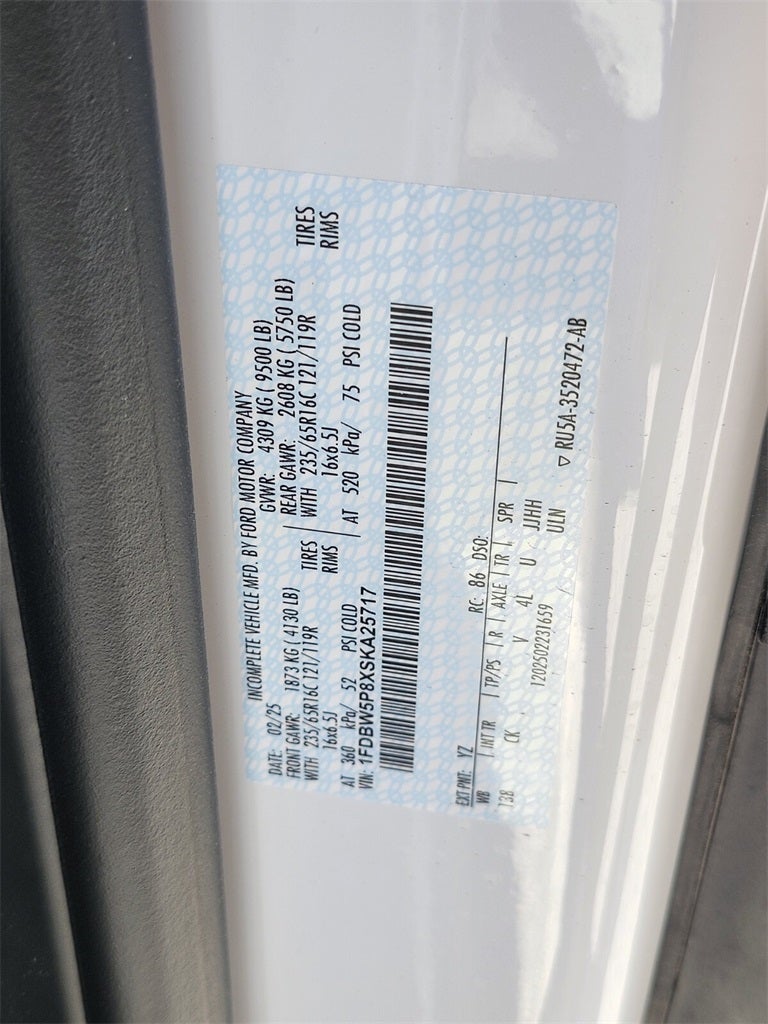 INCOMPLETE VEHICLE MFD. BY FORD MOTOR COMPANY
DATE: 02/25 GVWR: 4309 KG ( 9500 LB)
FRONT GAWR: 1873 KG ( 4130 LB) REAR GAWR: 2608 KG ( 5750 LB)
WITH 235/65R16C 121/119R TIRES WITH 235/65R16C 121/119R TIRES
16x6.5J RIMS 16x6.5J RIMS
AT 360 kPa/ 52 PSI COLD AT 520 kPa/ 75 PSI COLD
VIN: 1FDBW5P8XSKA25717
EXT PNT: YZ RC: 86 DSO:
WB INT TR TP/PS R AXLE TR SPR
138 CK V 4L U JJHH
ULN
1202502231659
▽ RU5A-3520472-AB